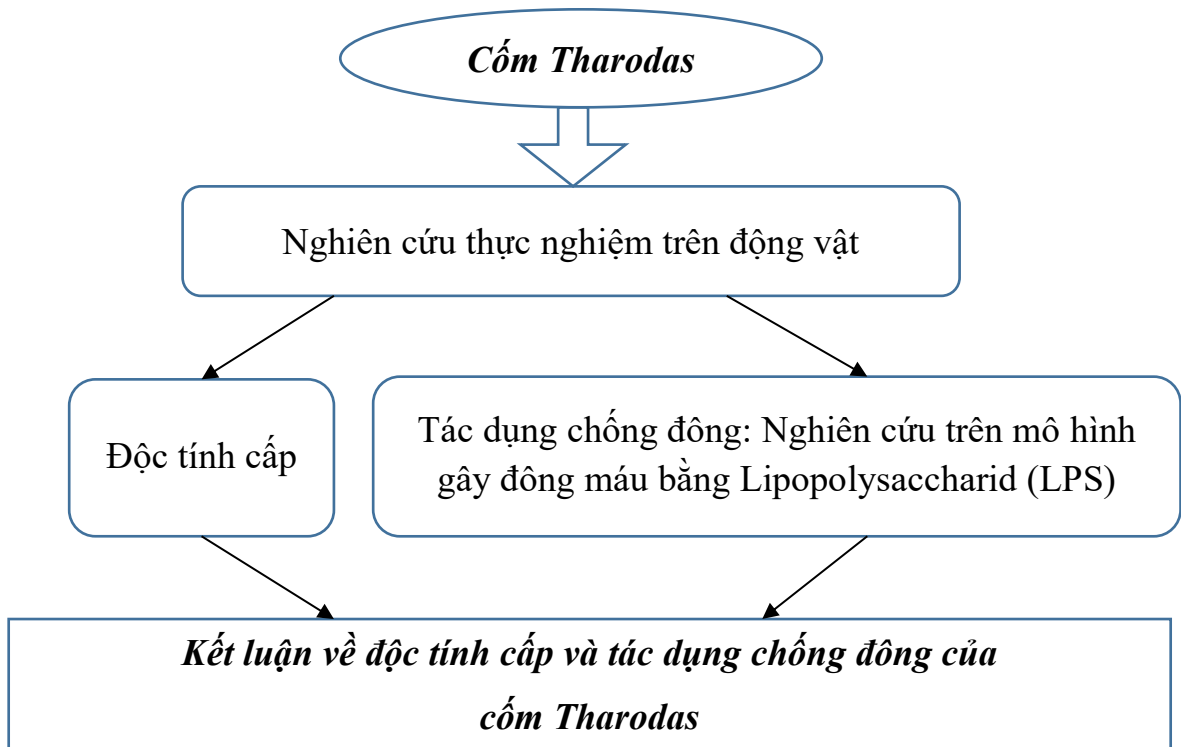 Cốm Tharodas
Nghiên cứu thực nghiệm trên động vật
Độc tính cấp
Tác dụng chống đông: Nghiên cứu trên mô hình
gây đông máu bằng Lipopolysaccharid (LPS)
Kết luận về độc tính cấp và tác dụng chống đông của
cốm Tharodas